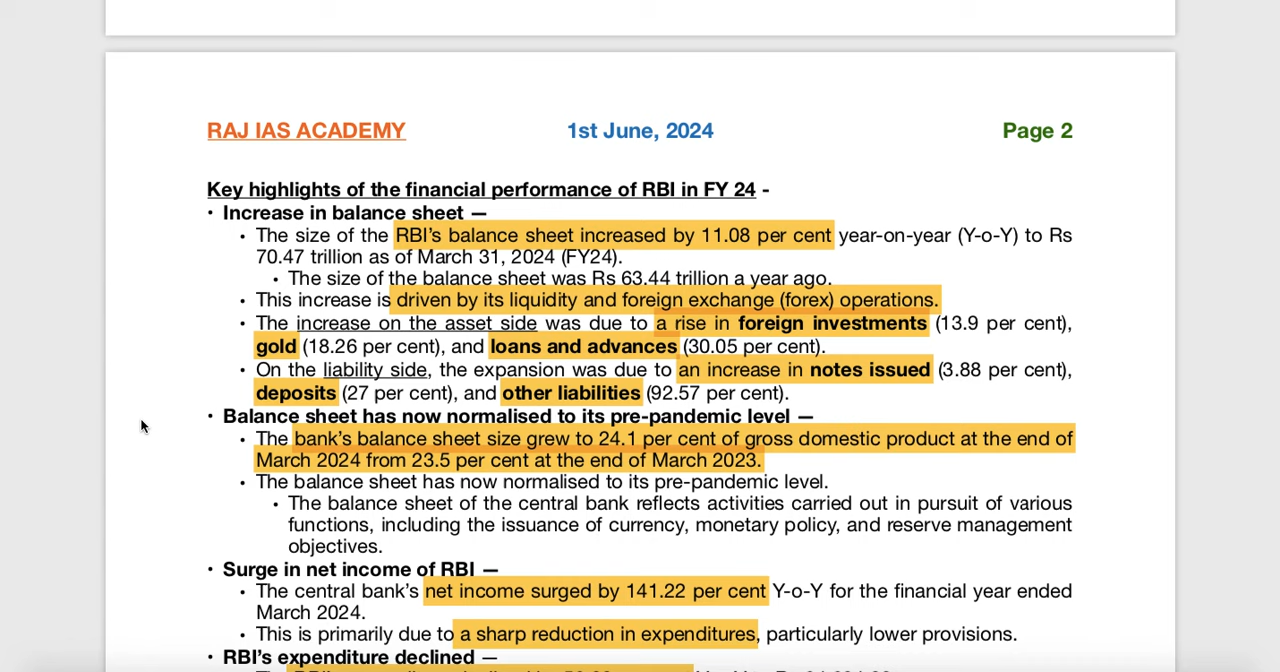 RAJ IAS ACADEMY 1st June, 2024 Page 2
Key highlights of the financial performance of RBI in FY 24 -
• Increase in balance sheet —
• The size of the RBI’s balance sheet increased by 11.08 per cent year-on-year (Y-o-Y) to Rs
70.47 trillion as of March 31, 2024 (FY24).
• The size of the balance sheet was Rs 63.44 trillion a year ago.
• This increase is driven by its liquidity and foreign exchange (forex) operations.
• The increase on the asset side was due to a rise in foreign investments (13.9 per cent),
gold (18.26 per cent), and loans and advances (30.05 per cent).
• On the liability side, the expansion was due to an increase in notes issued (3.88 per cent),
deposits (27 per cent), and other liabilities (92.57 per cent).
• Balance sheet has now normalised to its pre-pandemic level —
• The bank’s balance sheet size grew to 24.1 per cent of gross domestic product at the end of
March 2024 from 23.5 per cent at the end of March 2023.
• The balance sheet has now normalised to its pre-pandemic level.
• The balance sheet of the central bank reflects activities carried out in pursuit of various
functions, including the issuance of currency, monetary policy, and reserve management
objectives.
• Surge in net income of RBI —
• The central bank’s net income surged by 141.22 per cent Y-o-Y for the financial year ended
March 2024.
• This is primarily due to a sharp reduction in expenditures, particularly lower provisions.
• RBI’s expenditure declined —